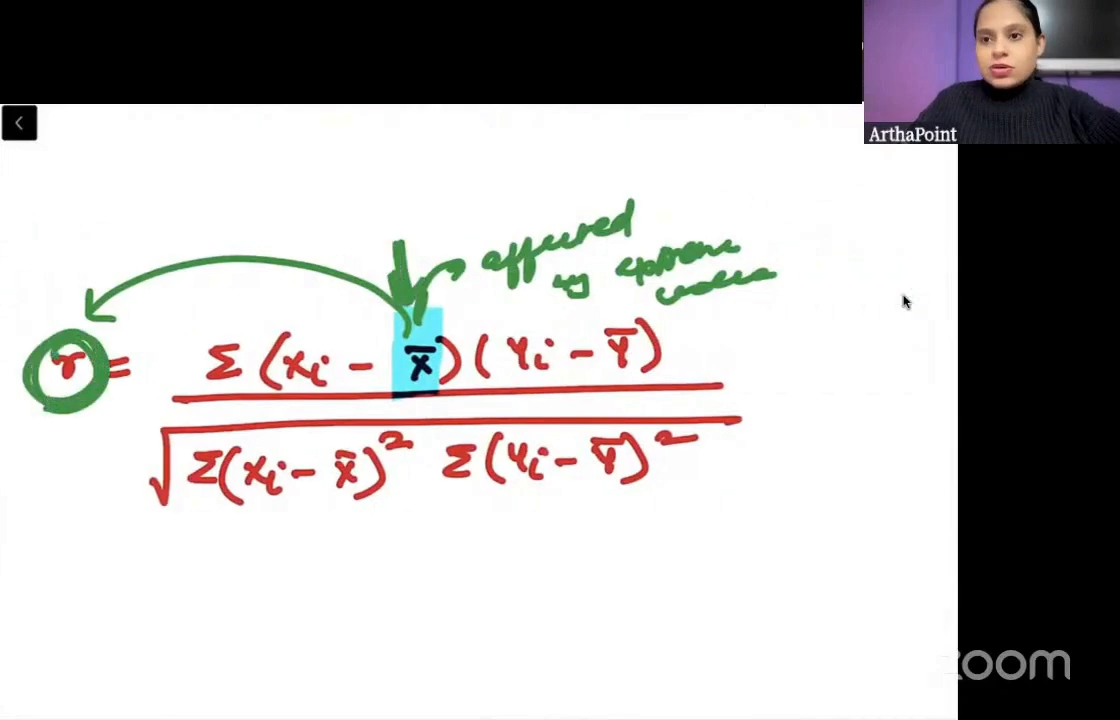 ArthaPoint
affected
by extreme
values
r = Σ (xi - x̅) (Yi - Y̅)
√Σ(xi - x̅)² Σ(Yi - Y̅)²
zoom